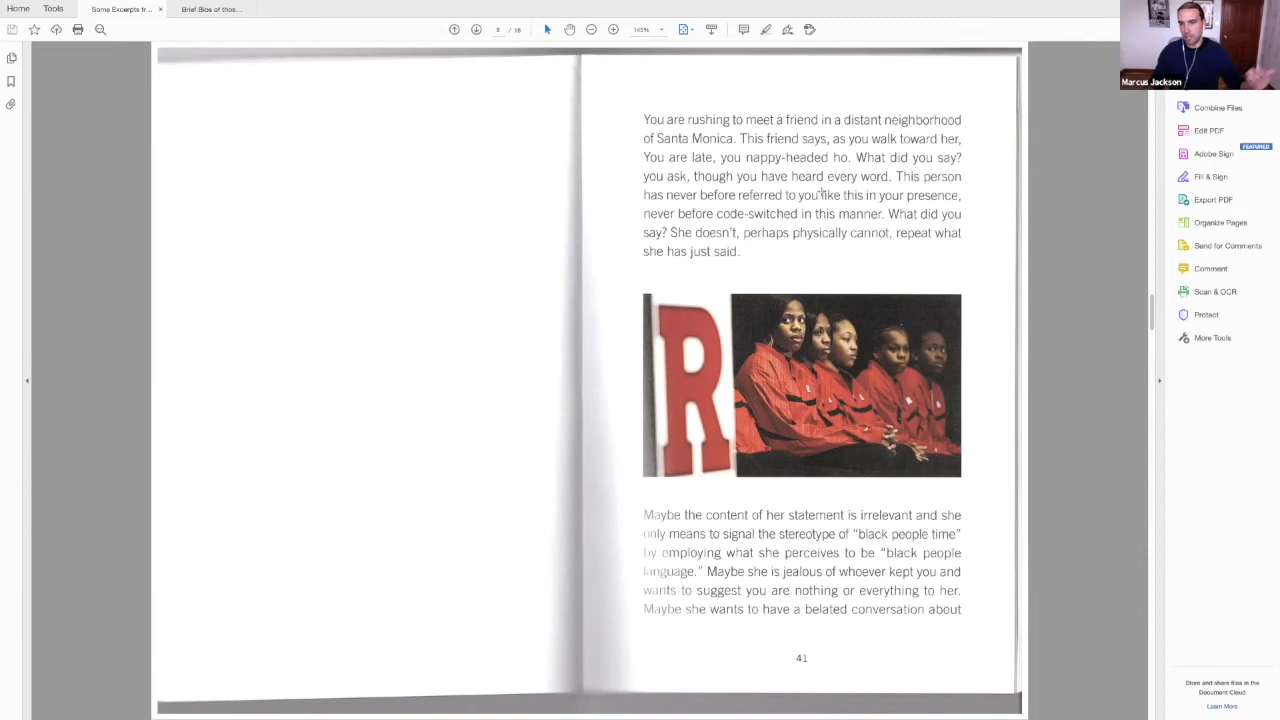 Home
Tools
Some Excerpts fr...
×
Brief Bios of thos...
8 / 18
145%
Marcus Jackson
You are rushing to meet a friend in a distant neighborhood
of Santa Monica. This friend says, as you walk toward her,
You are late, you nappy-headed ho. What did you say?
you ask, though you have heard every word. This person
has never before referred to you like this in your presence,
never before code-switched in this manner. What did you
say? She doesn't, perhaps physically cannot, repeat what
she has just said.
R
Maybe the content of her statement is irrelevant and she
only means to signal the stereotype of “black people time”
by employing what she perceives to be “black people
language.” Maybe she is jealous of whoever kept you and
wants to suggest you are nothing or everything to her.
Maybe she wants to have a belated conversation about
41
Combine Files
Edit PDF
Adobe Sign
FEATURED
Fill & Sign
Export PDF
Organize Pages
Send for Comments
Comment
Scan & OCR
Protect
More Tools
Store and share files in the
Document Cloud
Learn More